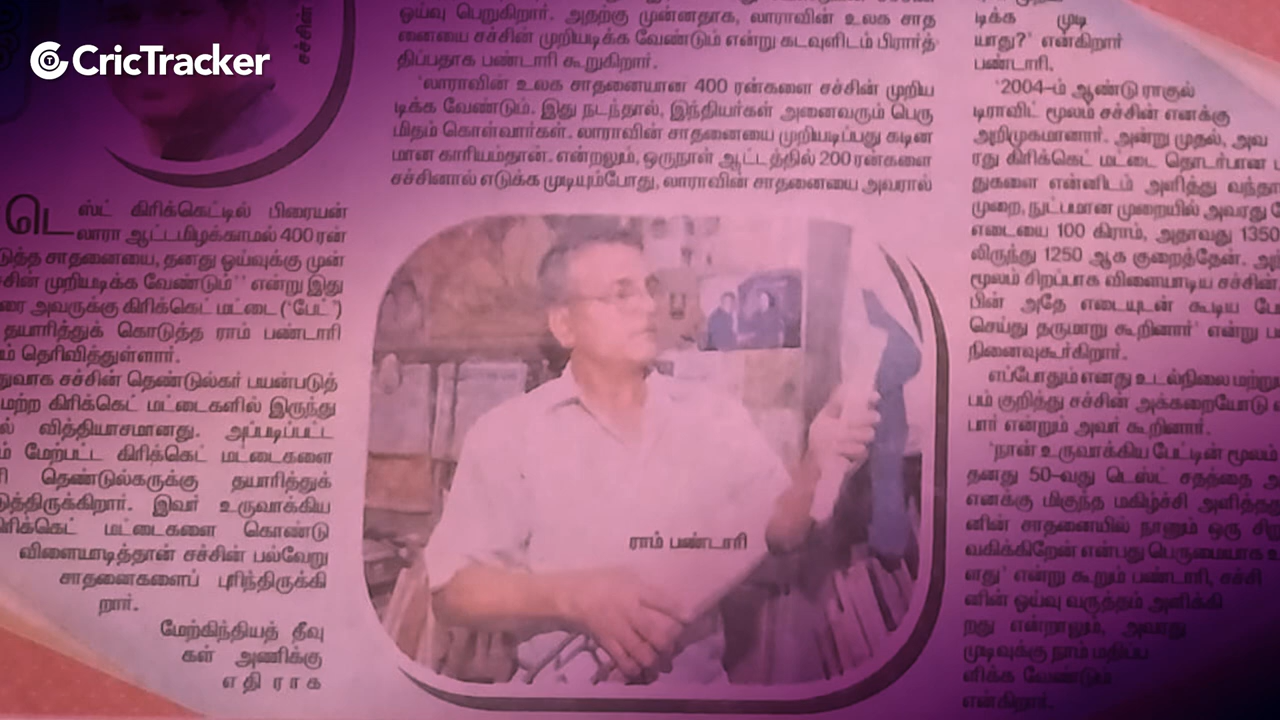 CricTracker
சச்சின்
டெஸ்ட் கிரிக்கெட்டில் பிரையன்
லாரா ஆட்டமிழக்காமல் 400 ரன்
டுத்த சாதனையை, தனது ஓய்வுக்கு முன்
ச்சின் முறியடிக்க வேண்டும்'' என்று இது
ரை அவருக்கு கிரிக்கெட் மட்டை ('பேட்')
தயாரித்துக் கொடுத்த ராம் பண்டாரி
ம் தெரிவித்துள்ளார்.
துவாக சச்சின் தெண்டுல்கர் பயன்படுத்
மற்ற கிரிக்கெட் மட்டைகளில் இருந்து
ல் வித்தியாசமானது. அப்படிப்பட்ட
ம் மேற்பட்ட கிரிக்கெட் மட்டைகளை
ரி தெண்டுல்கருக்கு தயாரித்துக்
டுத்திருக்கிறார். இவர் உருவாக்கிய
கிரிக்கெட் மட்டைகளை கொண்டு
விளையாடித்தான் சச்சின் பல்வேறு
சாதனைகளைப் புரிந்திருக்கி
றார்.
மேற்கிந்தியத் தீவு
கள் அணிக்கு
எதிராக
ஓய்வு பெறுகிறார். அதற்கு முன்னதாக, லாராவின் உலக சாத
னையை சச்சின் முறியடிக்க வேண்டும் என்று கடவுளிடம் பிரார்த்
திப்பதாக பண்டாரி கூறுகிறார்.
'லாராவின் உலக சாதனையான 400 ரன்களை சச்சின் முறிய
டிக்க வேண்டும். இது நடந்தால், இந்தியர்கள் அனைவரும் பெரு
மிதம் கொள்வார்கள். லாராவின் சாதனையை முறியடிப்பது கடின
மான காரியம்தான். என்றலும், ஒருநாள் ஆட்டத்தில் 200 ரன்களை
சச்சினால் எடுக்க முடியும்போது, லாராவின் சாதனையை அவரால்
ராம் பண்டாரி
டிக்க முடி
யாது?' என்கிறார்
பண்டாரி.
'2004-ம் ஆண்டு ராகுல்
டிராவிட் மூலம் சச்சின் எனக்கு
அறிமுகமானார். அன்று முதல், அவ
ரது கிரிக்கெட் மட்டை தொடர்பான
துகளை என்னிடம் அளித்து வந்தா
முறை, நுட்பமான முறையில் அவரது
எடையை 100 கிராம், அதாவது 1350
லிருந்து 1250 ஆக குறைத்தேன்.
மூலம் சிறப்பாக விளையாடிய சச்சின்
பின் அதே எடையுடன் கூடிய பே
செய்து தருமாறு கூறினார்' என்று
நினைவுகூர்கிறார்.
எப்போதும் எனது உடல்நிலை மற்று
பம் குறித்து சச்சின் அக்கறையோடு
பார் என்றும் அவர் கூறினார்.
'நான் உருவாக்கிய பேட்டின் மூலம்
தனது 50-வது டெஸ்ட் சதத்தை
எனக்கு மிகுந்த மகிழ்ச்சி அளித்தது
னின் சாதனையில் நானும் ஒரு சிறு
வகிக்கிறேன் என்பது பெருமையாக
ளது' என்று கூறும் பண்டாரி, சச்சி
னின் ஓய்வு வருத்தம் அளிக்கி
றது என்றாலும், அவரது
முடிவுக்கு நாம் மதிப்ப
ளிக்க வேண்டும்
என்கிறார்.